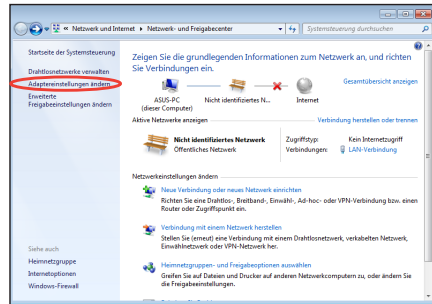 « Netzwerk und Internet ▸ Netzwerk- und Freigabecenter
Systemsteuerung durchsuchen
Startseite der Systemsteuerung
Drahtlosnetzwerke verwalten
Adaptereinstellungen ändern
Erweiterte
Freigabeeinstellungen ändern
Zeigen Sie die grundlegenden Informationen zum Netzwerk an, und richten
Sie Verbindungen ein.
Gesamtübersicht anzeigen
ASUS-PC
(dieser Computer)
Nicht identifiziertes N...
Internet
Aktive Netzwerke anzeigen
Verbindung herstellen oder trennen
Nicht identifiziertes Netzwerk
Öffentliches Netzwerk
Zugriffstyp: Kein Internetzugriff
Verbindungen: LAN-Verbindung
Netzwerkeinstellungen ändern
Neue Verbindung oder neues Netzwerk einrichten
Richten Sie eine Drahtlos-, Breitband-, Einwähl-, Ad-hoc- oder VPN-Verbindung bzw. einen
Router oder Zugriffspunkt ein.
Verbindung mit einem Netzwerk herstellen
Stellen Sie (erneut) eine Verbindung mit einem Drahtlosnetzwerk, verkabelten Netzwerk,
Einwählnetzwerk oder VPN-Netzwerk her.
Heimnetzgruppen- und Freigabeoptionen auswählen
Greifen Sie auf Dateien und Drucker auf anderen Netzwerkcomputern zu, oder ändern Sie
die Freigabeeinstellungen.
Siehe auch
Heimnetzgruppe
Internetoptionen
Windows-Firewall